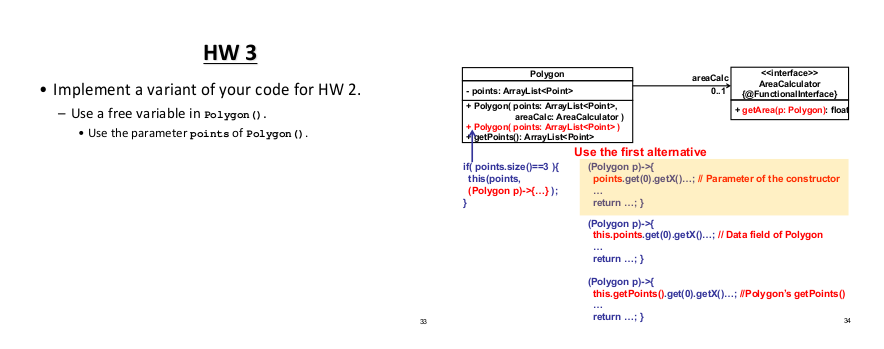 HW 3
• Implement a variant of your code for HW 2.
– Use a free variable in Polygon().
• Use the parameter points of Polygon().
33
Polygon
- points: ArrayList<Point>
+ Polygon( points: ArrayList<Point>,
areaCalc: AreaCalculator )
+ Polygon( points: ArrayList<Point> )
+ getPoints(): ArrayList<Point>
areaCalc
0..1
<<interface>>
AreaCalculator
{@FunctionalInterface}
+ getArea(p: Polygon): float
Use the first alternative
if( points.size()==3 ){
this(points,
(Polygon p)->{…} );
}
(Polygon p)->{
points.get(0).getX()…; // Parameter of the constructor
…
return …; }
(Polygon p)->{
this.points.get(0).getX()…; // Data field of Polygon
…
return …; }
(Polygon p)->{
this.getPoints().get(0).getX()…; //Polygon's getPoints()
…
return …; }
34